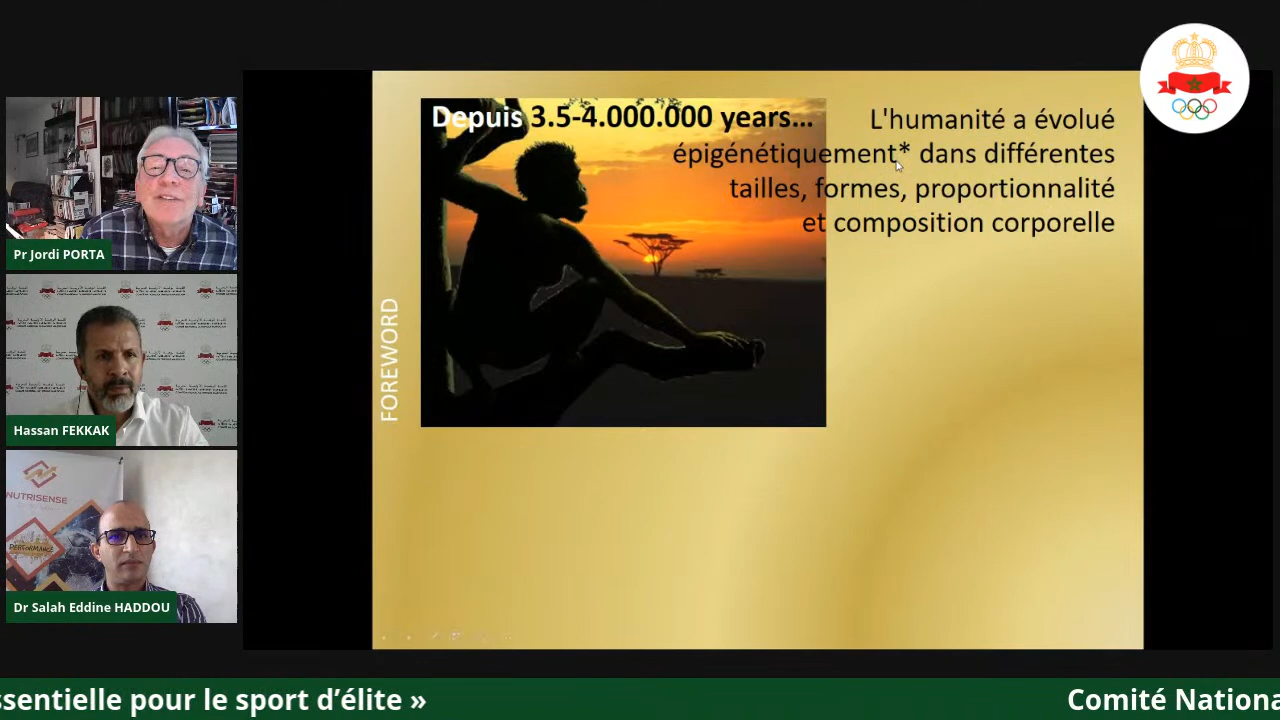 Depuis 3.5-4.000.000 years...
L'humanité a évolué
épigénétiquement* dans différentes
tailles, formes, proportionnalité
et composition corporelle
FOREWORD
Pr Jordi PORTA
Hassan FEKKAK
NUTRISENSE
PERFORMANCE
Dr Salah Eddine HADDOU
ssentielle pour le sport d’élite »
Comité Nationa